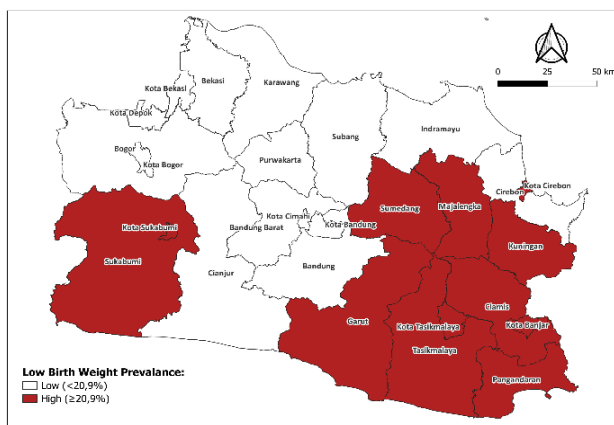 0 25 50 km
Bekasi
Kota Bekasi
Karawang
Kota Depok
Subang
Indramayu
Bogor
Kota Bogor
Purwakarta
Cirebon
Kota Cirebon
Sumedang
Majalengka
Kota Cimahi
Kota Bandung
Bandung Barat
Kota Sukabumi
Kuningan
Sukabumi
Cianjur
Bandung
Ciamis
Garut
Kota Tasikmalaya
Kota Banjar
Tasikmalaya
Pangandaran
Low Birth Weight Prevalance:
Low (<20,9%)
High (≥20,9%)